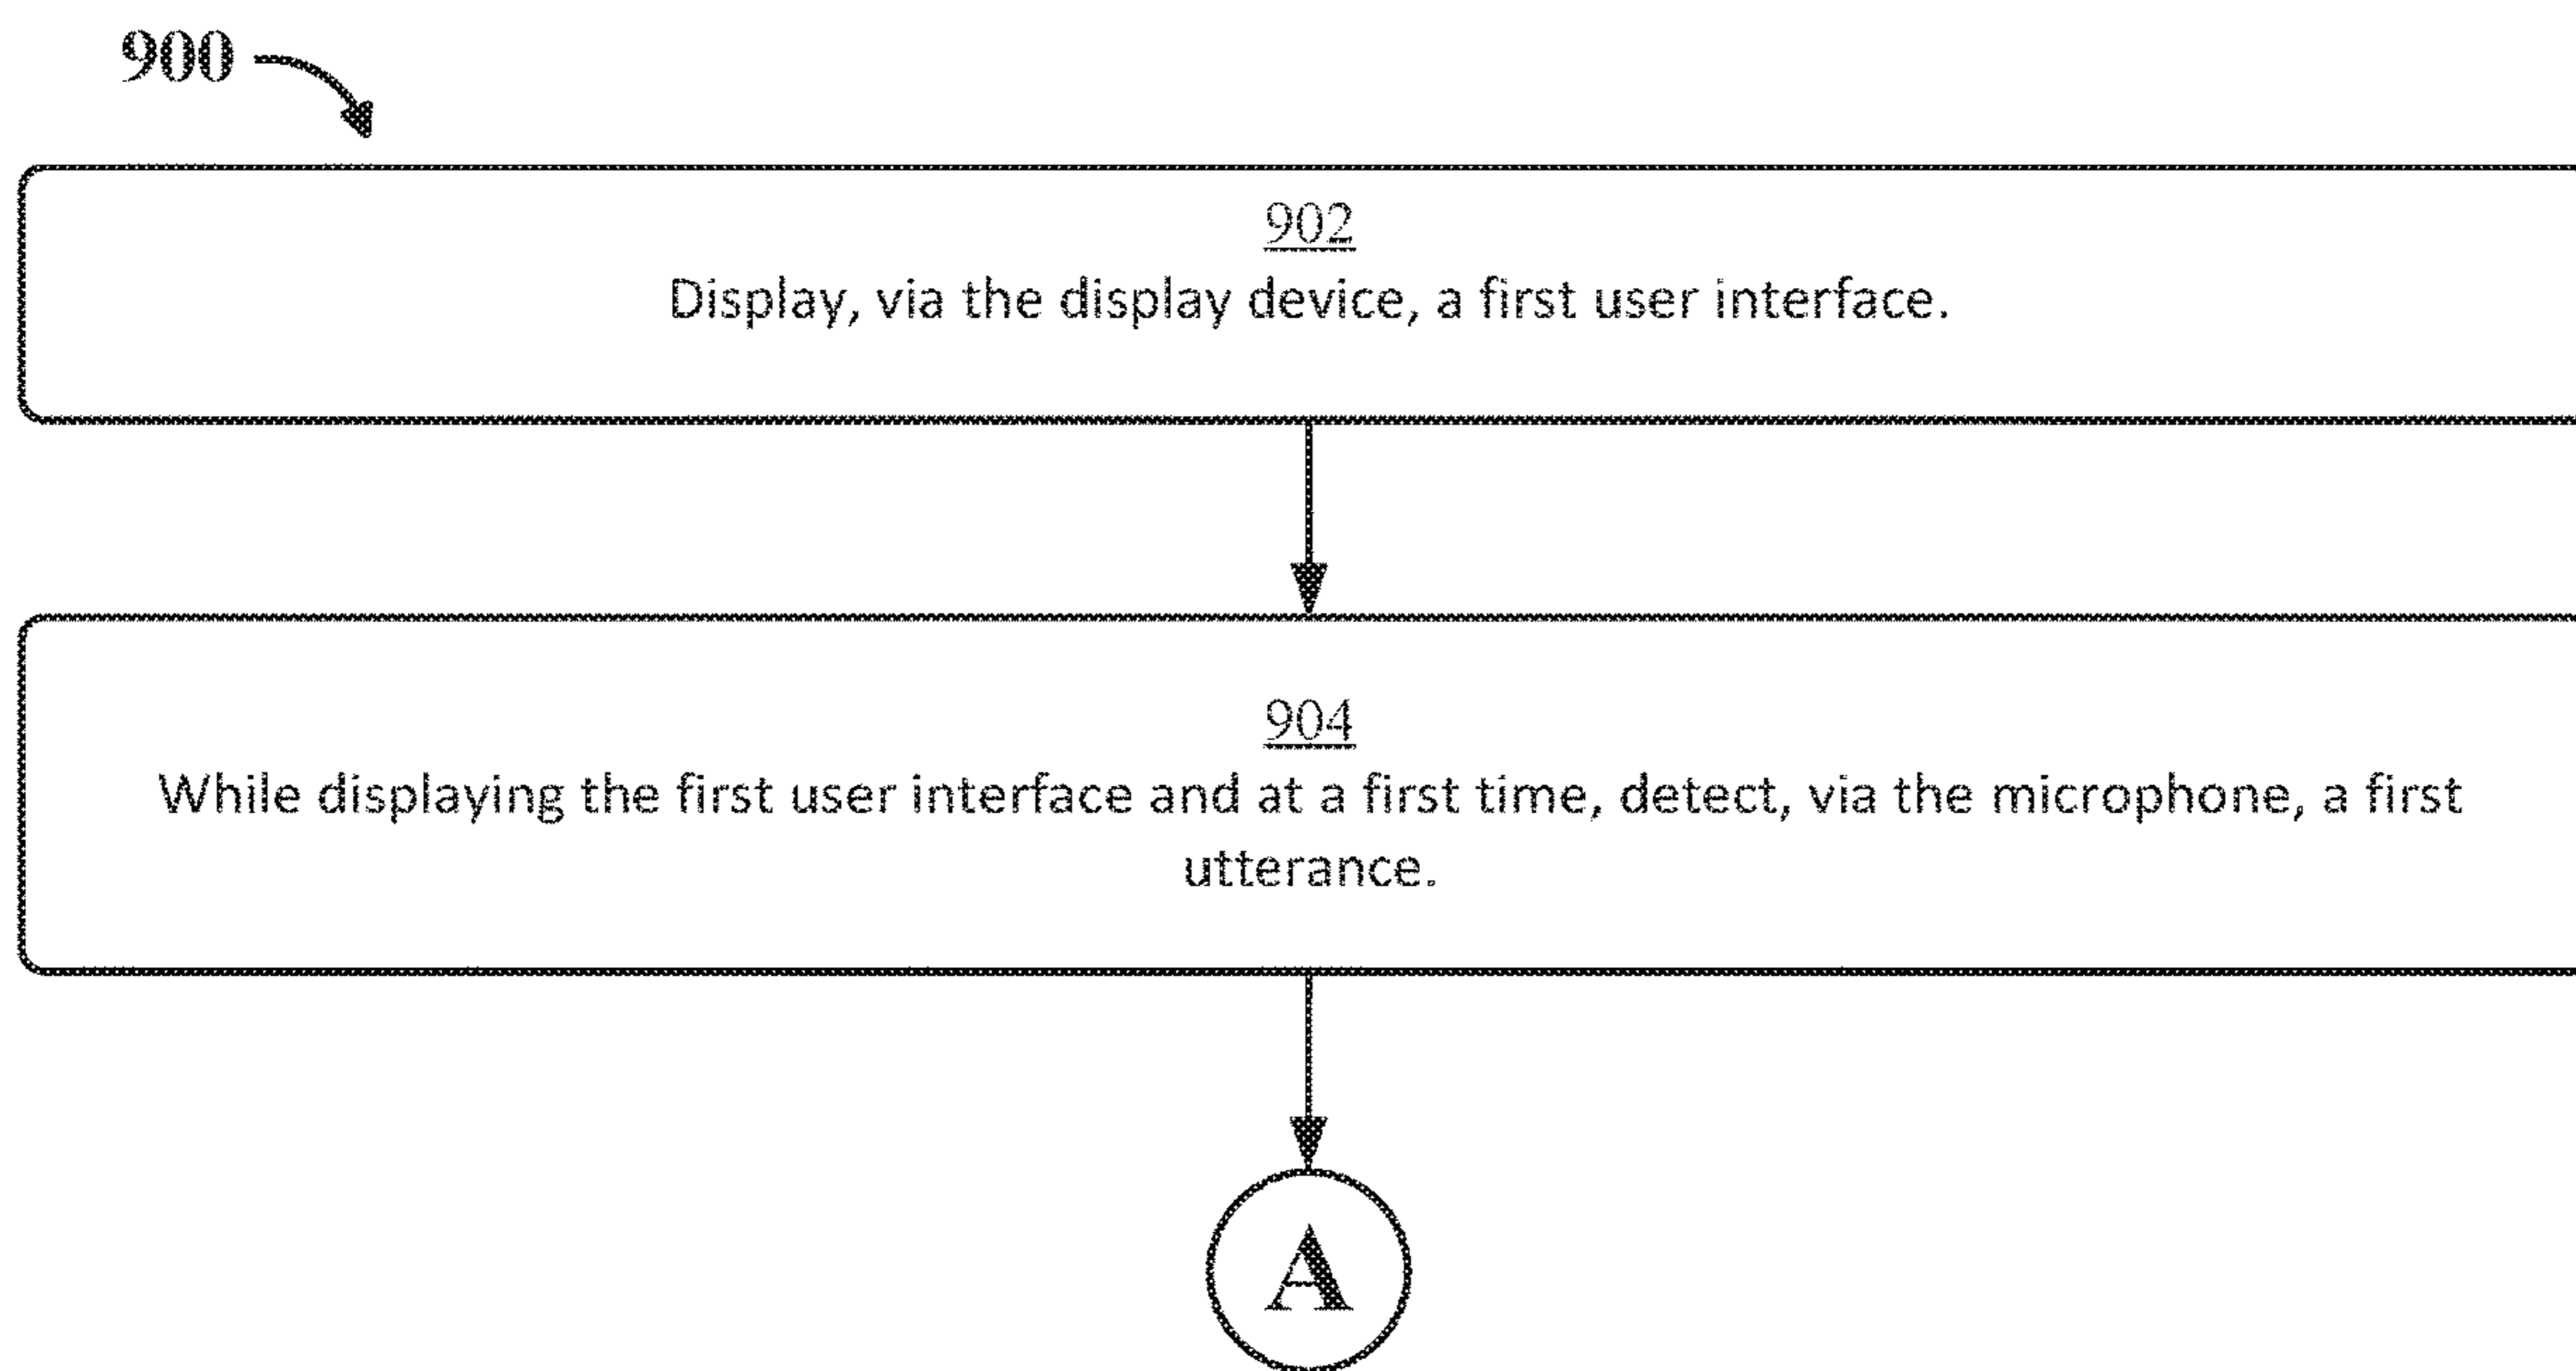 900
902
Display, via the display device, a first user interface.
904
While displaying the first user interface and at a first time, detect, via the microphone, a first
utterance.
A